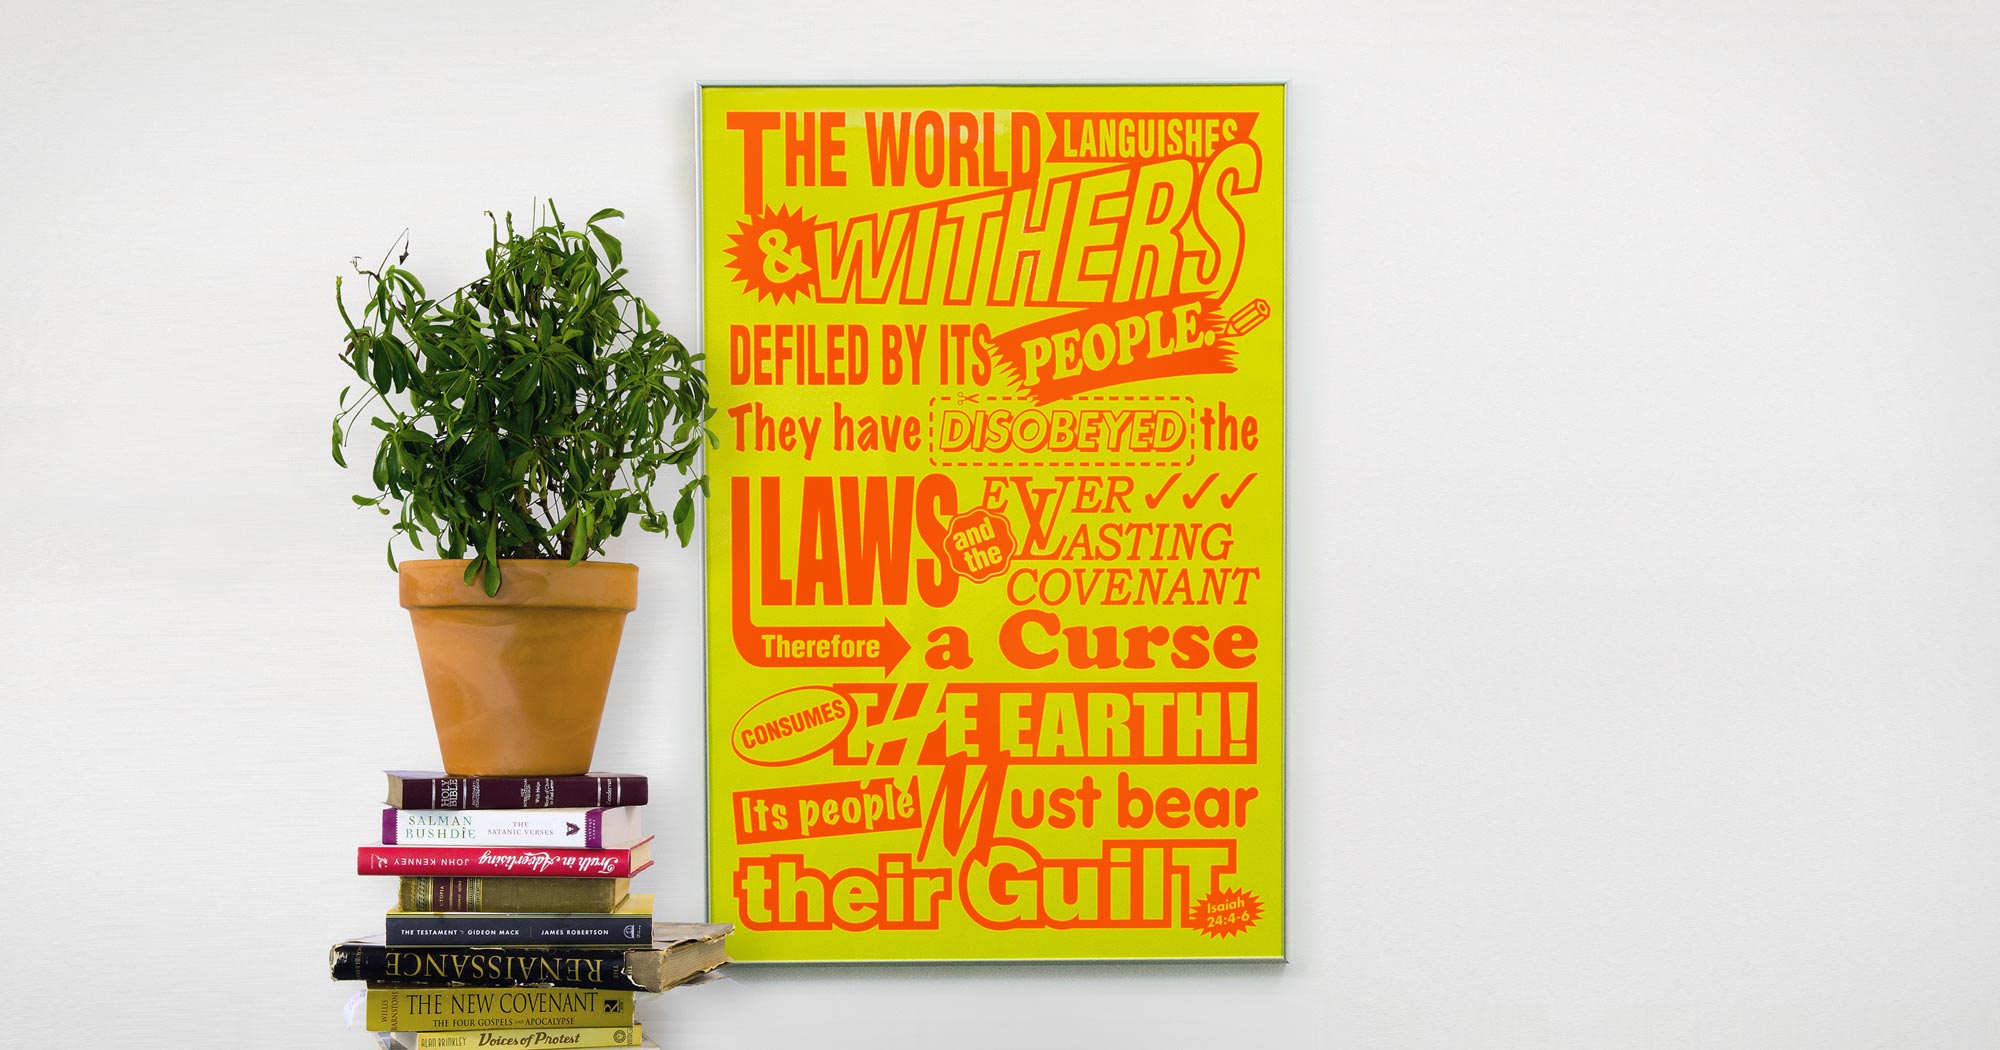 THE WORLD LANGUISHES
& WITHERS
DEFILED BY ITS PEOPLE.
They have DISOBEYED the
LAWS and the EVER
LASTING
COVENANT
Therefore a Curse
CONSUMES THE EARTH!
Its people Must bear
their GuilT
Isaiah
24:4-6
HOLY BIBLE
SALMAN RUSHDIE
THE SATANIC VERSES
JOHN KENNEY Truth in Advertising
UTOPIA
THE TESTAMENT of GIDEON MACK JAMES ROBERTSON
THE RENAISSANCE
WILLIS BARNSTONE THE NEW COVENANT
THE FOUR GOSPELS AND APOCALYPSE
ALAN BRINKLEY Voices of Protest